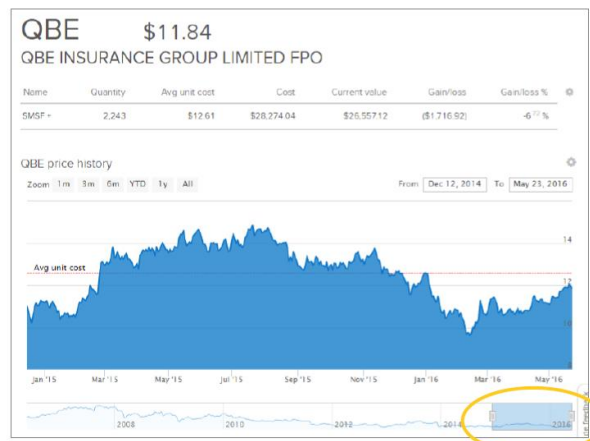 QBE $11.84
QBE INSURANCE GROUP LIMITED FPO
Name Quantity Avg unit cost Cost Current value Gain/loss Gain/loss %
SMSF 2,243 $12.61 $28,274.04 $26,557.12 ($1,716.92) -6 %
QBE price history
Zoom 1m 3m 6m YTD 1y All From Dec 12, 2014 To May 23, 2016
14
Avg unit cost
12
10
8
Jan '15 Mar '15 May '15 Jul '15 Sep '15 Nov '15 Jan '16 Mar '16 May '16
2008 2010 2012 2014 2016
feedback